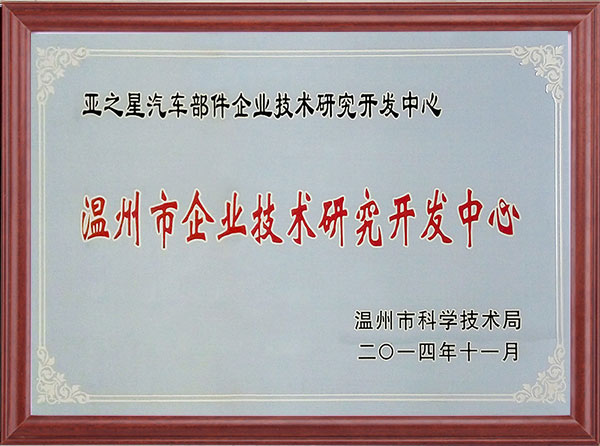 亚之星汽车部件企业技术研究开发中心
温州市企业技术研究开发中心
温州市科学技术局
二〇一四年十一月